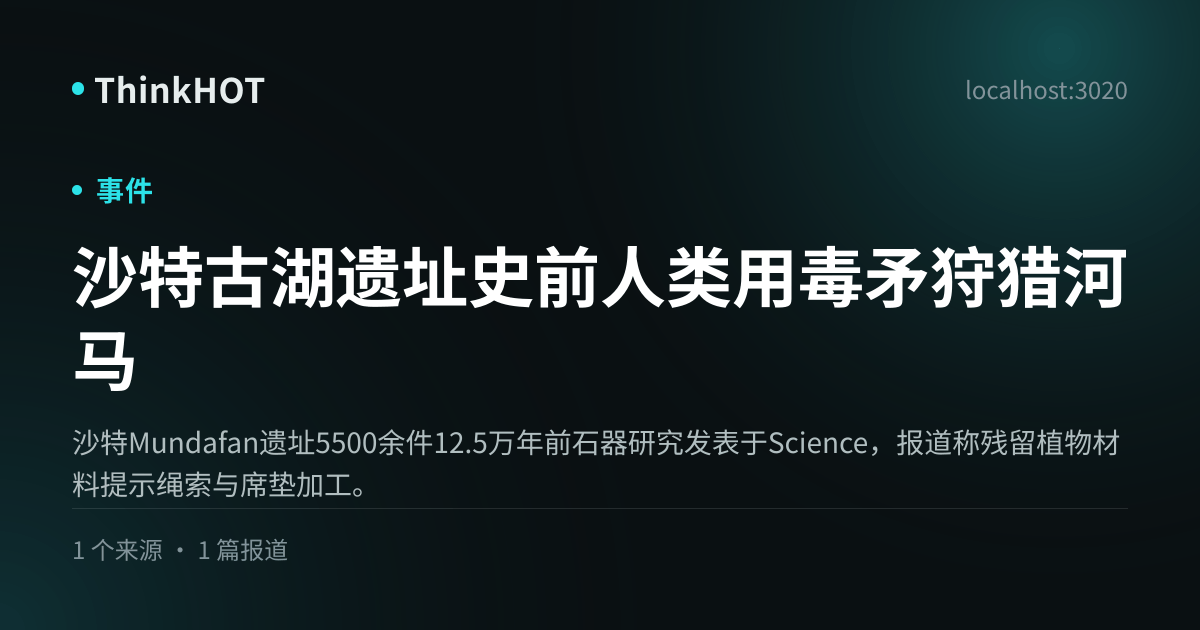 ThinkHOT
localhost:3020
事件
沙特古湖遗址史前人类用毒矛狩猎河
马
沙特Mundafan遗址5500余件12.5万年前石器研究发表于Science，报道称残留植物材
料提示绳索与席垫加工。
1 个来源 · 1 篇报道